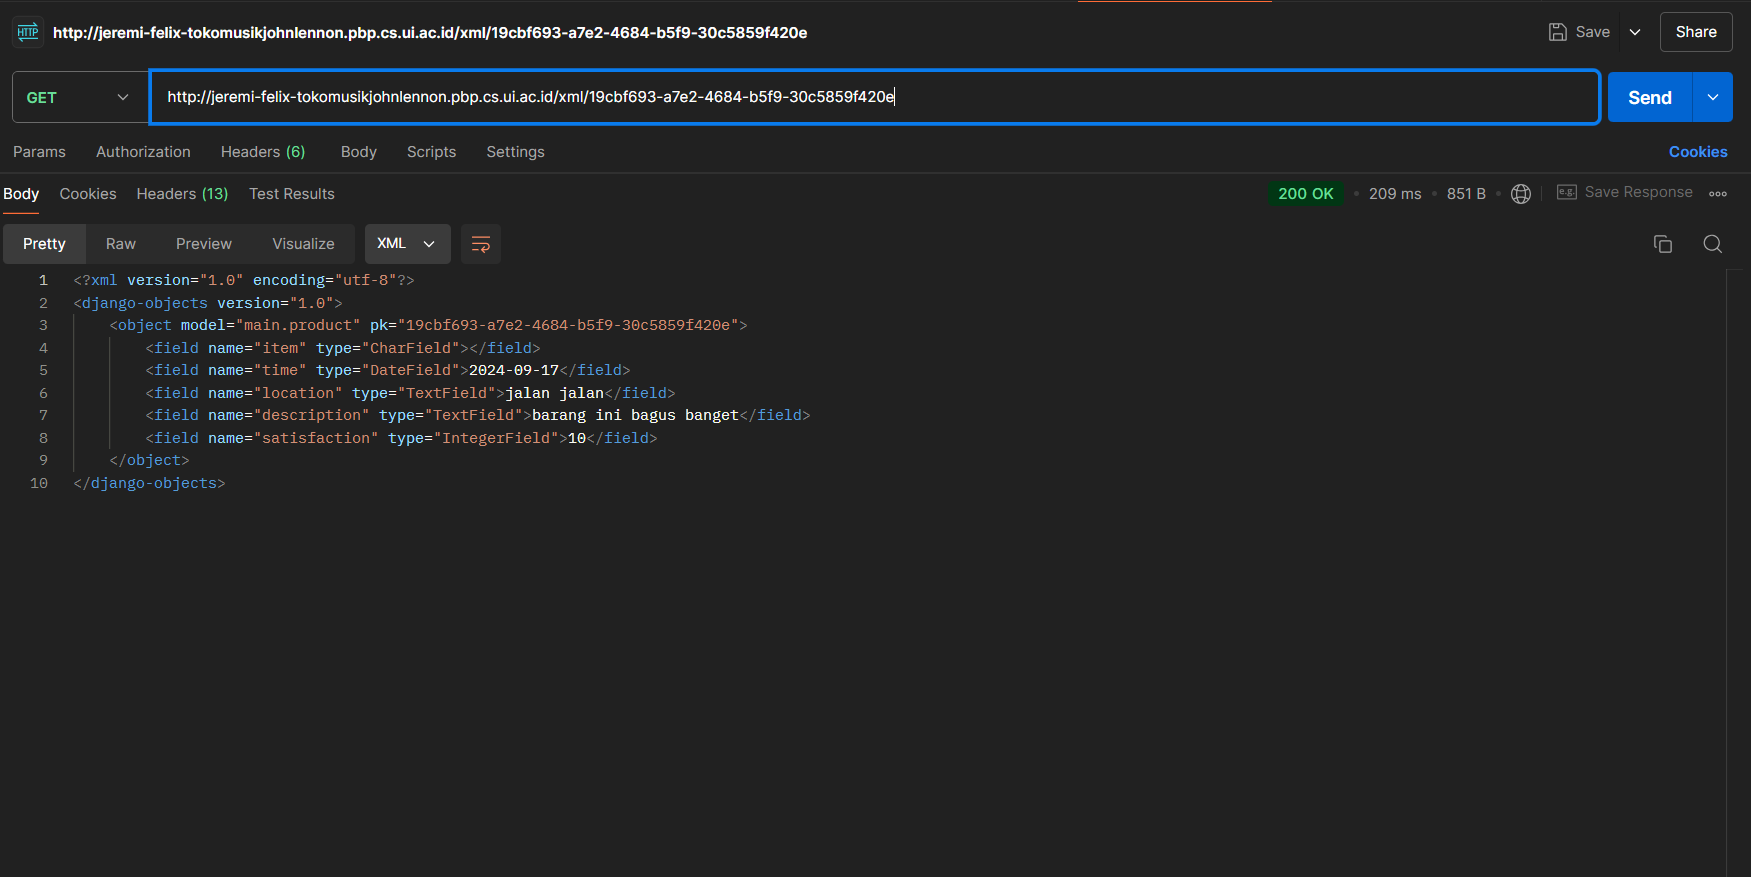 HTTP http://jeremi-felix-tokomusikjohnlennon.pbp.cs.ui.ac.id/xml/19cbf693-a7e2-4684-b5f9-30c5859f420e Save Share
GET http://jeremi-felix-tokomusikjohnlennon.pbp.cs.ui.ac.id/xml/19cbf693-a7e2-4684-b5f9-30c5859f420e Send
Params Authorization Headers (6) Body Scripts Settings Cookies
Body Cookies Headers (13) Test Results 200 OK • 209 ms • 851 B • e.g. Save Response
Pretty Raw Preview Visualize XML
1 <?xml version="1.0" encoding="utf-8"?>
2 <django-objects version="1.0">
3 <object model="main.product" pk="19cbf693-a7e2-4684-b5f9-30c5859f420e">
4 <field name="item" type="CharField"></field>
5 <field name="time" type="DateField">2024-09-17</field>
6 <field name="location" type="TextField">jalan jalan</field>
7 <field name="description" type="TextField">barang ini bagus banget</field>
8 <field name="satisfaction" type="IntegerField">10</field>
9 </object>
10 </django-objects>